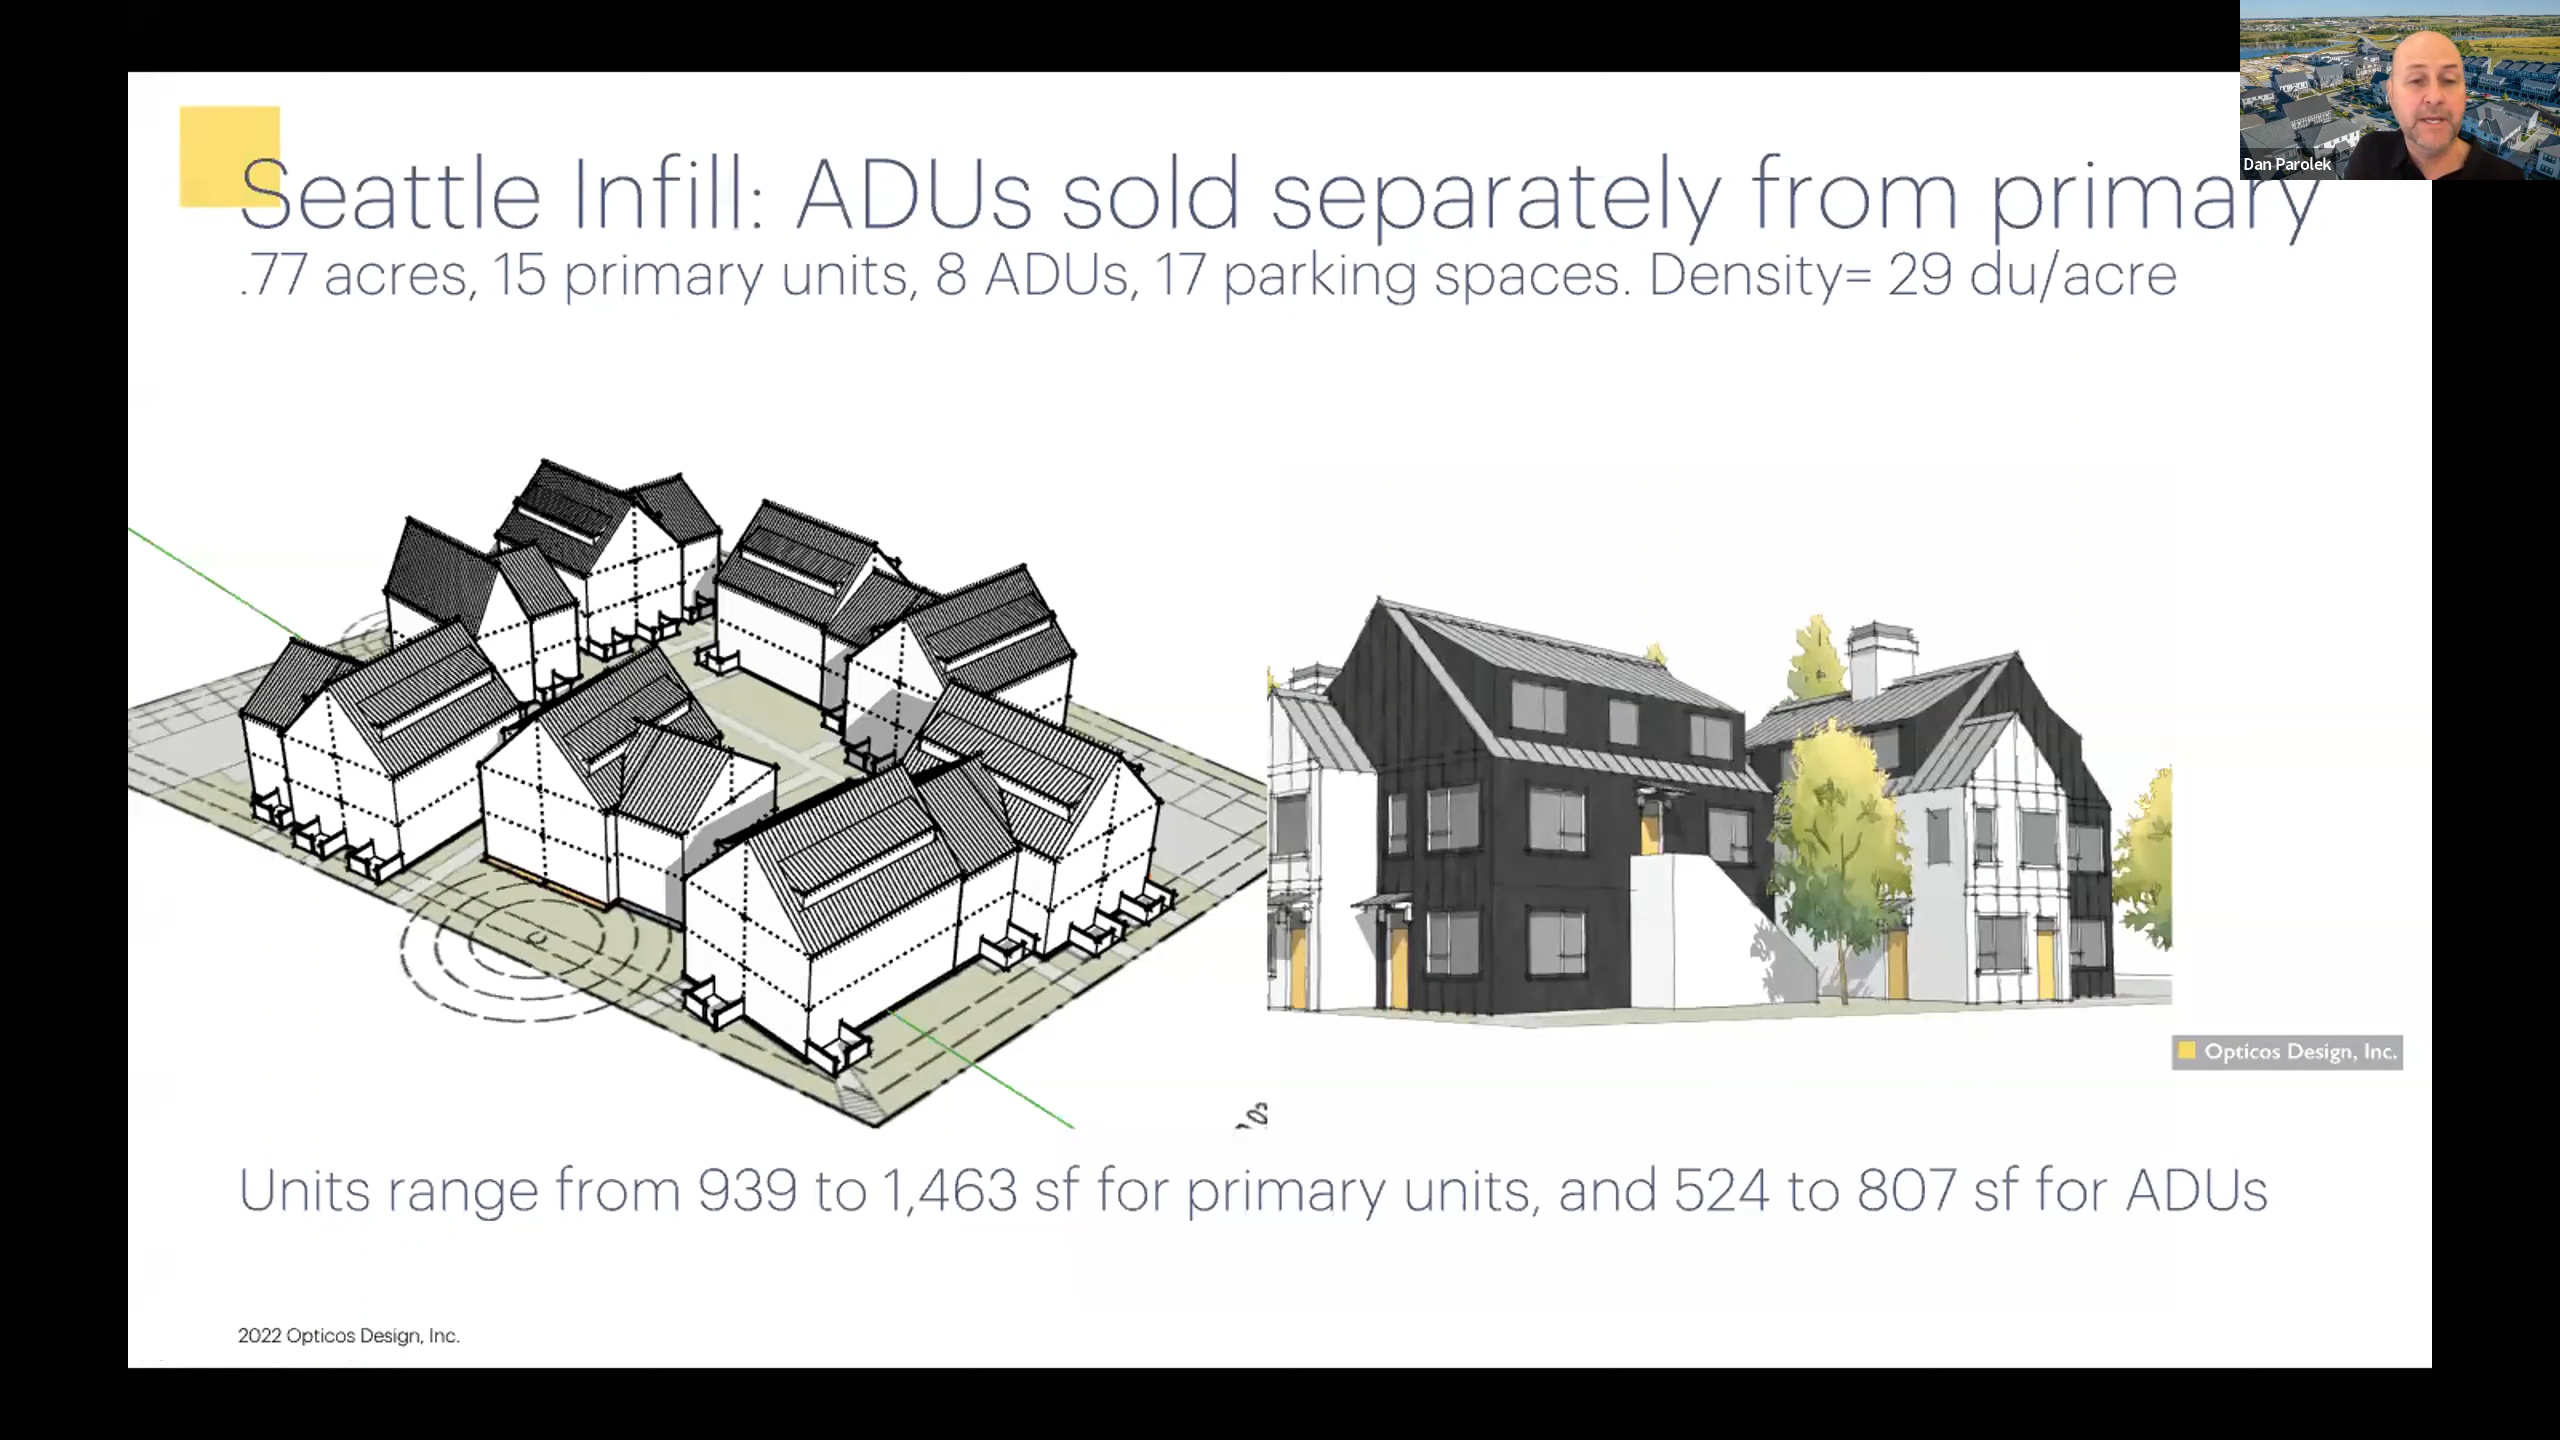 Dan Parolek
Seattle Infill: ADUs sold separately from primary
.77 acres, 15 primary units, 8 ADUs, 17 parking spaces. Density= 29 du/acre
Opticos Design, Inc.
Units range from 939 to 1,463 sf for primary units, and 524 to 807 sf for ADUs
2022 Opticos Design, Inc.